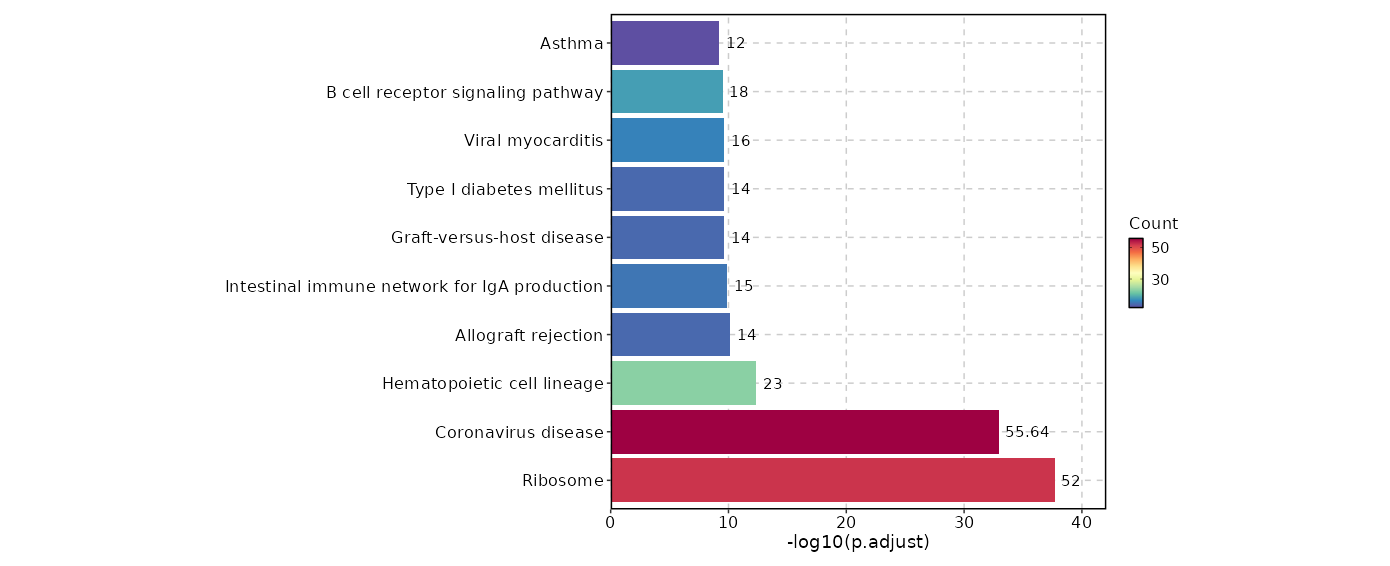 Asthma 12
B cell receptor signaling pathway 18
Viral myocarditis 16
Type I diabetes mellitus 14
Graft-versus-host disease 14
Intestinal immune network for IgA production 15
Allograft rejection 14
Hematopoietic cell lineage 23
Coronavirus disease 55.64
Ribosome 52
0 10 20 30 40
-log10(p.adjust)
Count
50
30